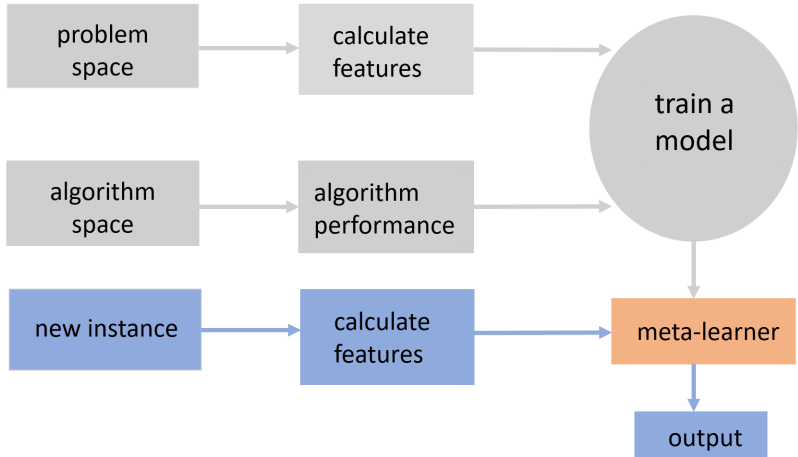 problem
space
calculate
features
train a
model
algorithm
space
algorithm
performance
new instance
calculate
features
meta-learner
output